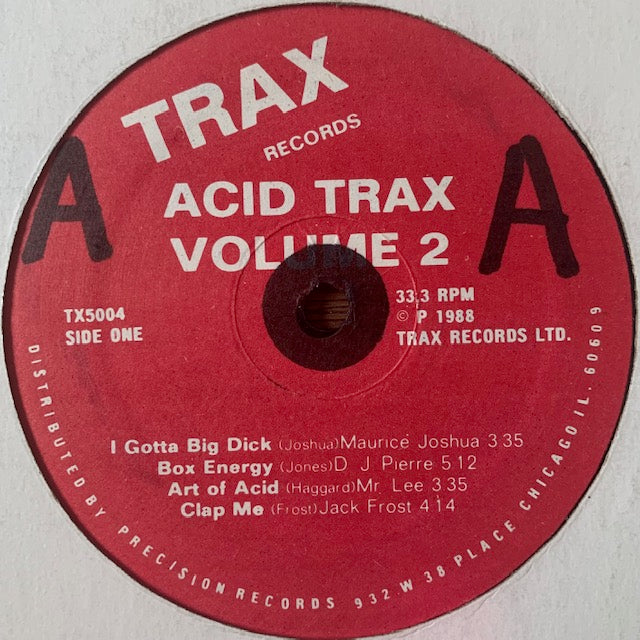 TRAX
RECORDS
A
A
ACID TRAX
VOLUME 2
TX5004
SIDE ONE
33.3 RPM
© P 1988
TRAX RECORDS LTD.
I Gotta Big Dick (Joshua) Maurice Joshua 3 35
Box Energy (Jones) D J Pierre 5 12
Art of Acid (Haggard) Mr. Lee 3 35
Clap Me (Frost) Jack Frost 4 14
DISTRIBUTED BY PRECISION RECORDS 932 W 38 PLACE CHICAGO IL. 60609